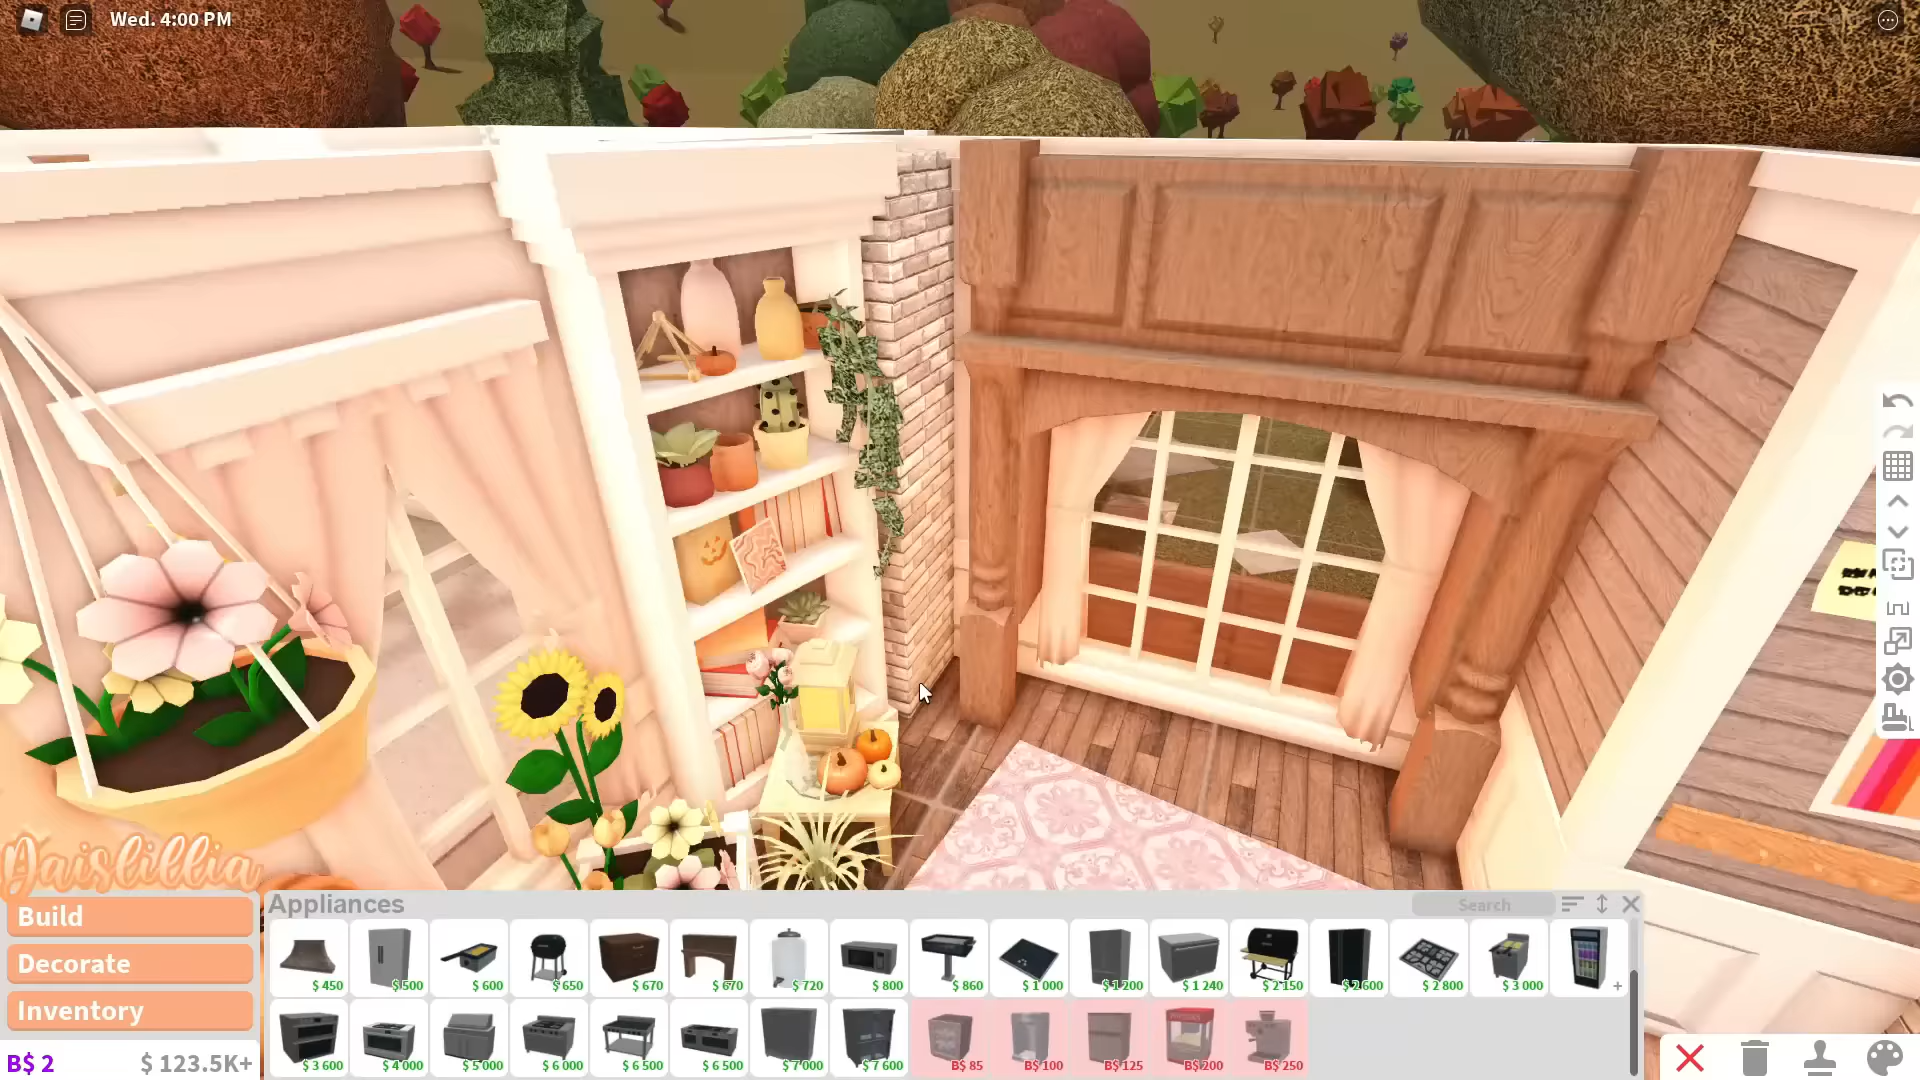 Wed. 4:00 PM
Daislillia
Build
Decorate
Inventory
B$ 2 $ 123.5K+
Appliances Search
$ 450 $ 500 $ 600 $ 650 $ 670 $ 670 $ 720 $ 800 $ 860 $ 1 000 $ 1 200 $ 1 240 $ 2 150 $ 2 600 $ 2 800 $ 3 000 +
$ 3 600 $ 4 000 $ 5 000 $ 6 000 $ 6 500 $ 6 500 $ 7 000 $ 7 600 B$ 85 B$ 100 B$ 125 B$ 200 B$ 250